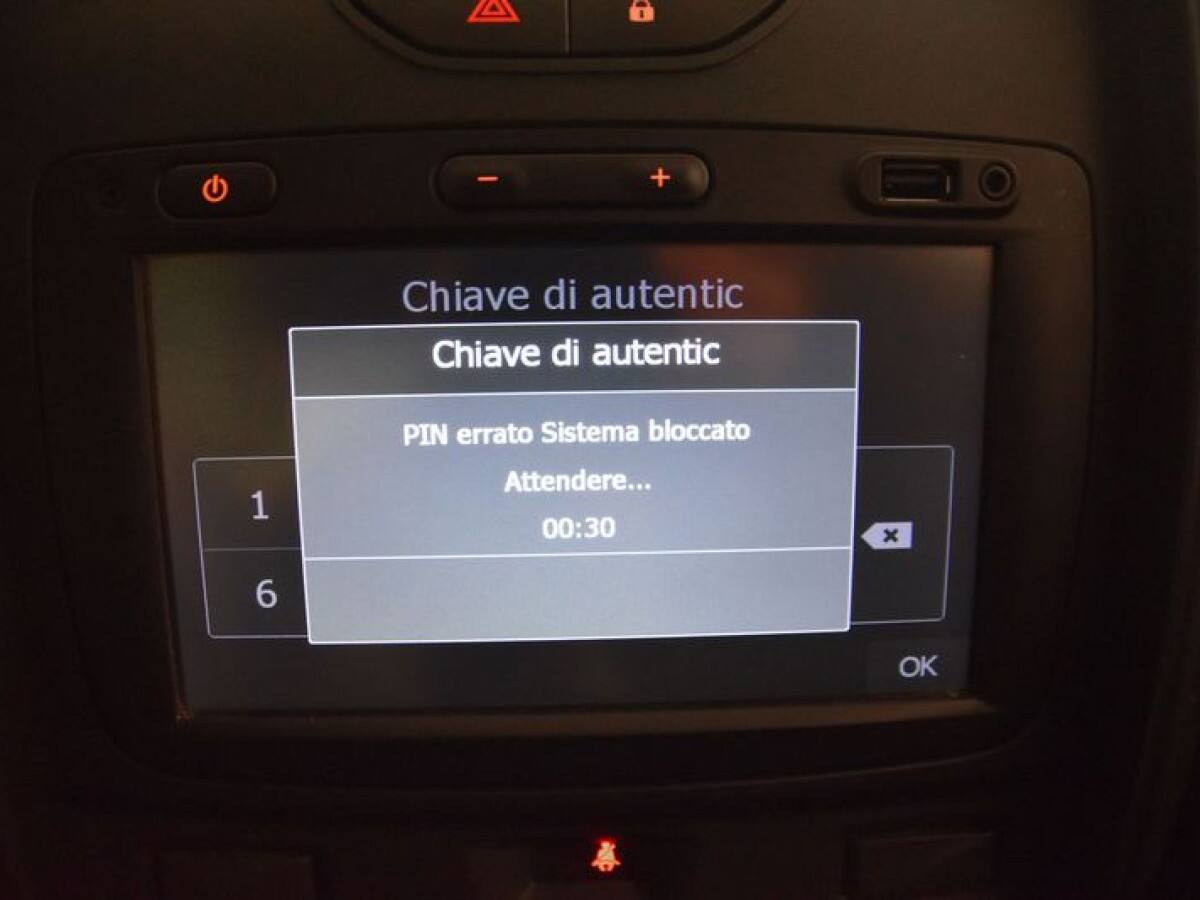 Chiave di autentic
Chiave di autentic
PIN errato Sistema bloccato
Attendere...
00:30
1
6
OK